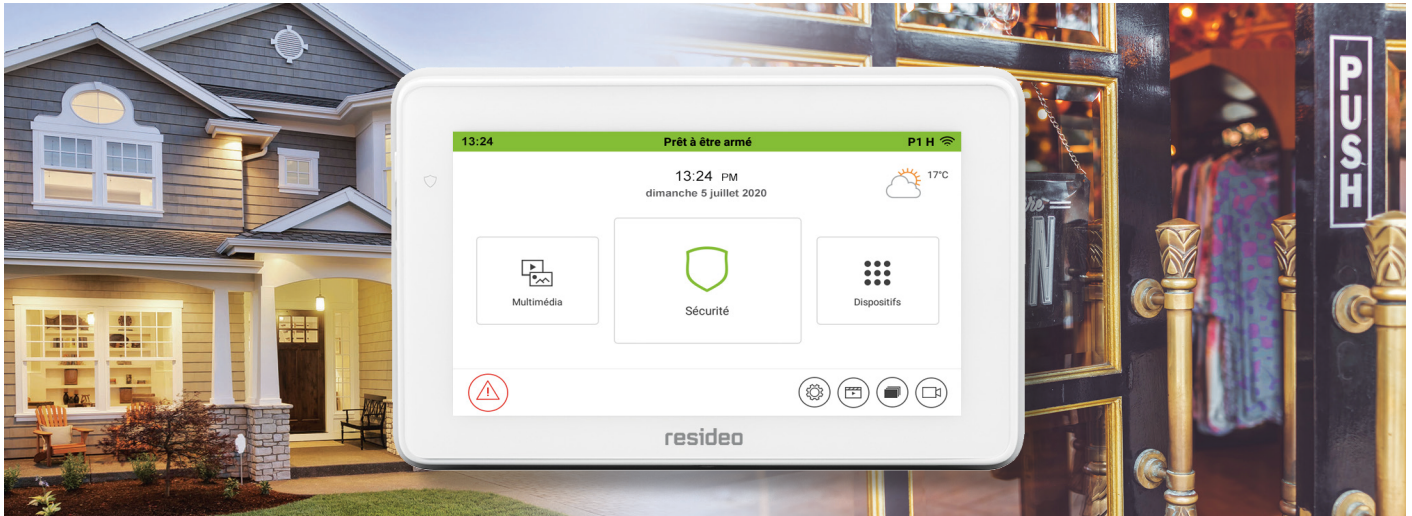 13:24 Prêt à être armé P1 H
13:24 PM
dimanche 5 juillet 2020
17°C
Multimédia
Sécurité
Dispositifs
resideo
PUSH